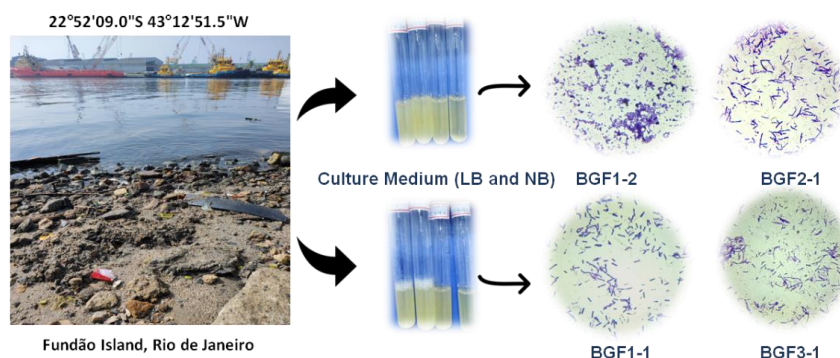 22°52'09.0"S 43°12'51.5"W
Culture Medium (LB and NB)
BGF1-2
BGF2-1
Fundão Island, Rio de Janeiro
BGF1-1
BGF3-1